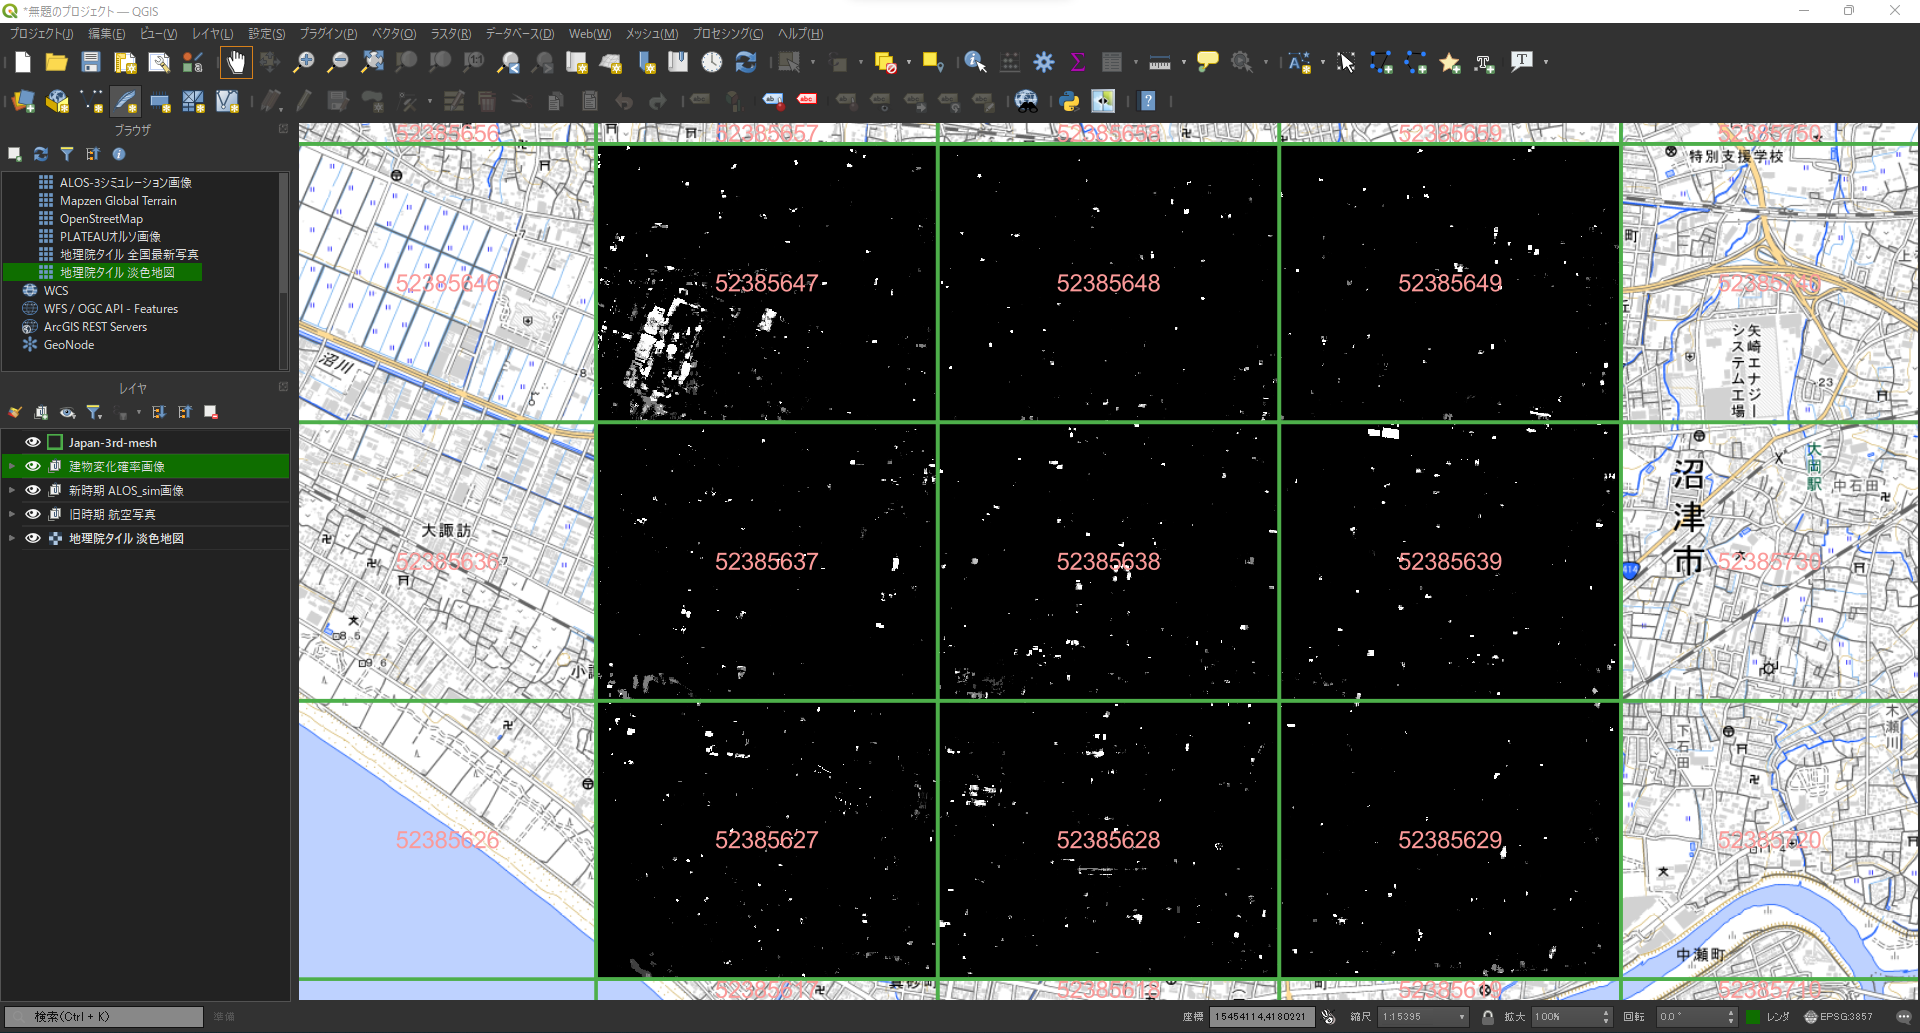 *無題のプロジェクト — QGIS
プロジェクト(J) 編集(E) ビュー(V) レイヤ(L) 設定(S) プラグイン(P) ベクタ(O) ラスタ(R) データベース(D) Web(W) メッシュ(M) プロセシング(C) ヘルプ(H)
ブラウザ
ALOS-3シミュレーション画像
Mapzen Global Terrain
OpenStreetMap
PLATEAUオルソ画像
地理院タイル 全国最新写真
地理院タイル 淡色地図
WCS
WFS / OGC API - Features
ArcGIS REST Servers
GeoNode
レイヤ
Japan-3rd-mesh
建物変化確率画像
新時期 ALOS_sim画像
旧時期 航空写真
地理院タイル 淡色地図
52385656 52385657 52385658 52385659 52385750
特別支援学校
町
52385646 52385647 52385648 52385649 52385740
沼川
矢崎エナジーシステム工場
23
大岡駅
中石田
沼津市
大諏訪
52385636 52385637 52385638 52385639 52385730
414
小諏
下石田
木瀬川
52385626 52385627 52385628 52385629 52385720
中瀬町
真砂町
町
52385617 52385618 52385619 52385710
検索(Ctrl + K) 準備 座標 15454114,4180221 縮尺 1:15395 拡大 100% 回転 0.0 ° レンダ EPSG:3857